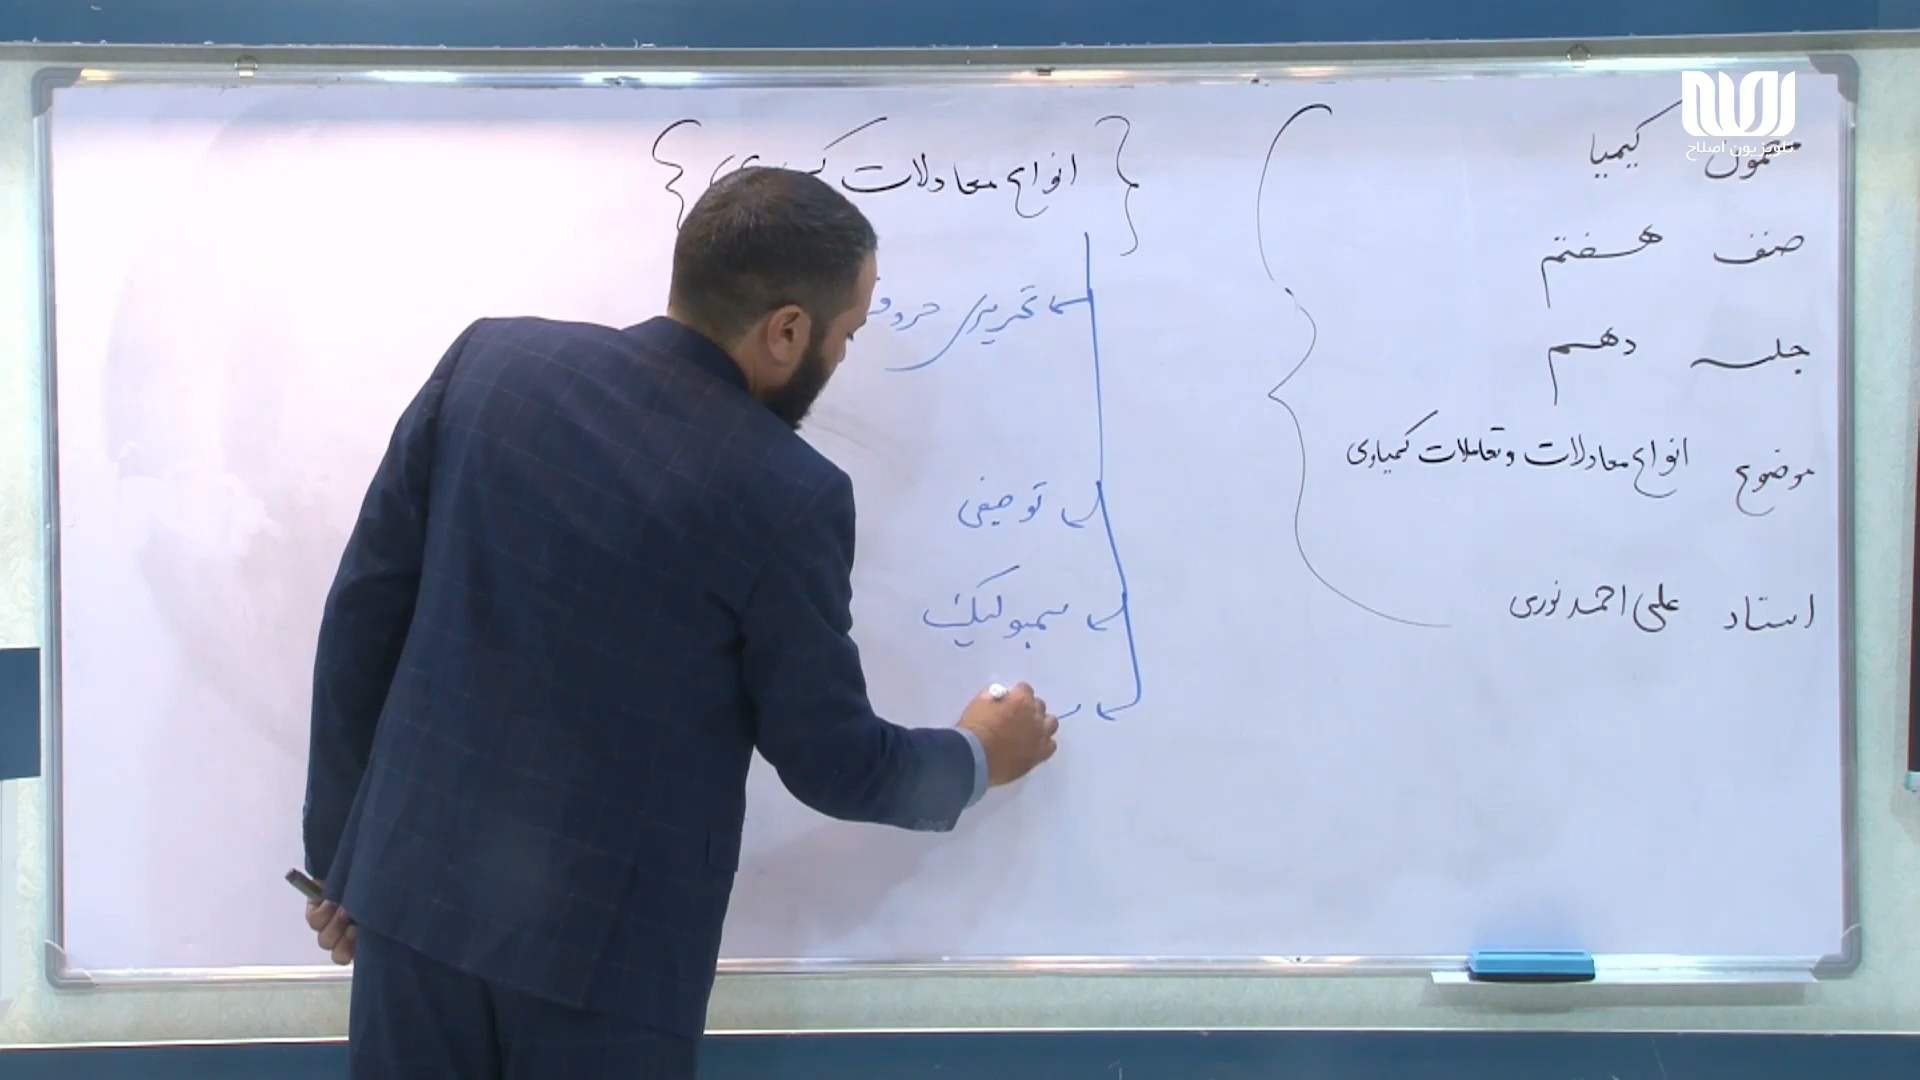 تلویزیون اصلاح
مضمون کیمیا
صنف هفتم
جلسه دهم
موضوع انواع معادلات و تعاملات کمیاوی
استاد علی احمد نوری
انواع معادلات
تحریری
توصیفی
سمبولیک